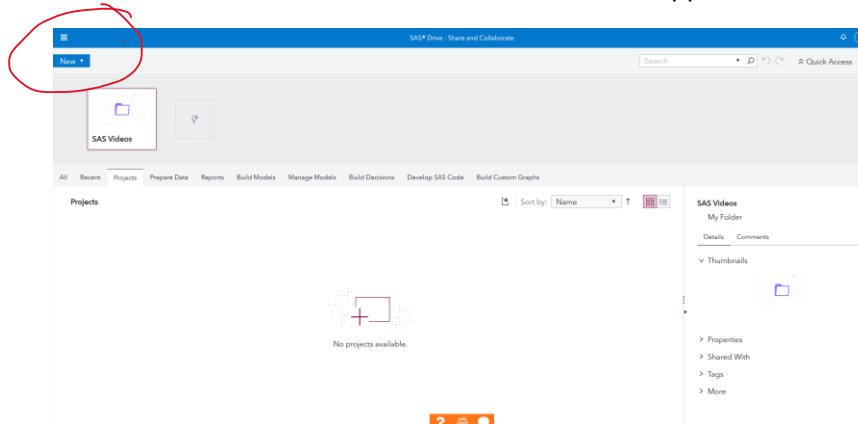 SAS® Drive - Share and Collaborate
New
Search
Quick Access
SAS Videos
All Recent Projects Prepare Data Reports Build Models Manage Models Build Decisions Develop SAS Code Build Custom Graphs
Projects
Sort by: Name
SAS Videos
My Folder
Details Comments
Thumbnails
No projects available.
Properties
Shared With
Tags
More
?